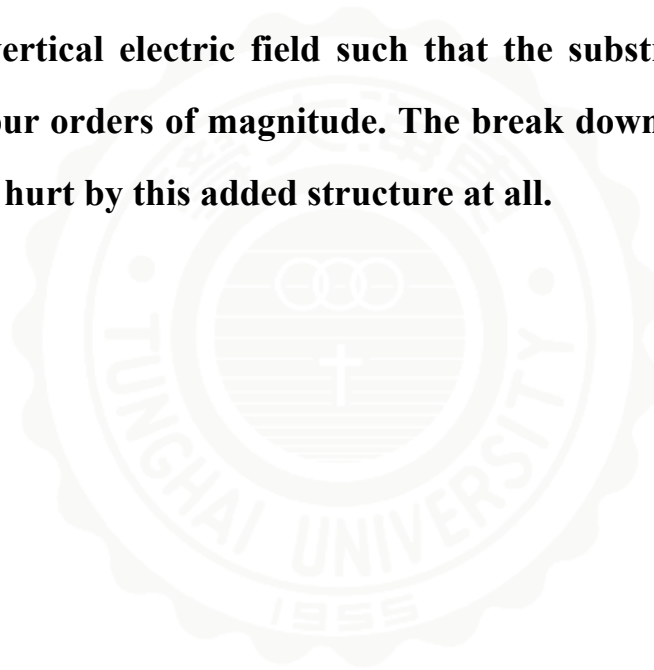 vertical electric field such that the subst
our orders of magnitude. The break down
hurt by this added structure at all.
TUNGHAI UNIVERSITY
1955